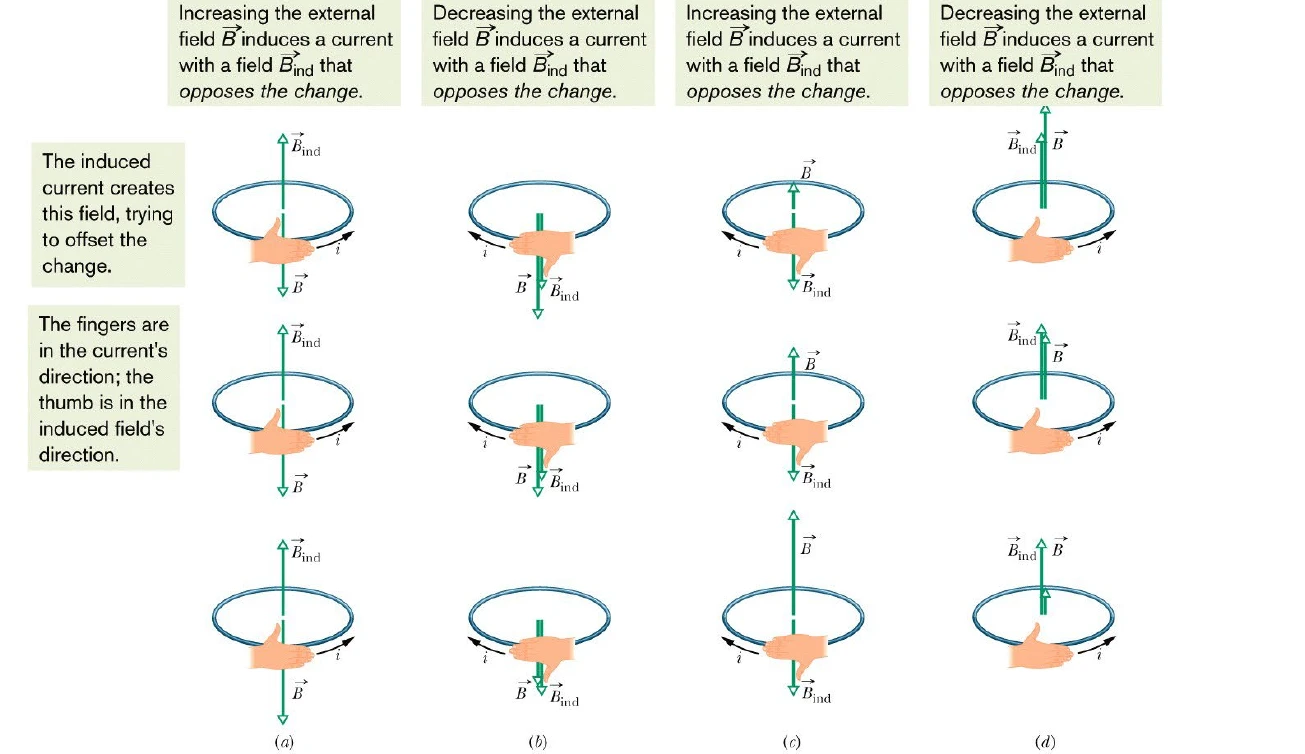 Increasing the external
field B induces a current
with a field Bind that
opposes the change.
Decreasing the external
field B induces a current
with a field Bind that
opposes the change.
Increasing the external
field B induces a current
with a field Bind that
opposes the change.
Decreasing the external
field B induces a current
with a field Bind that
opposes the change.
The induced
current creates
this field, trying
to offset the
change.
Bind
i
B
i
B
Bind
B
i
Bind
Bind
B
i
The fingers are
in the current's
direction; the
thumb is in the
induced field's
direction.
Bind
i
B
i
B
Bind
B
i
Bind
Bind
B
i
Bind
i
B
i
B
Bind
B
i
Bind
Bind
B
i
(a)
(b)
(c)
(d)